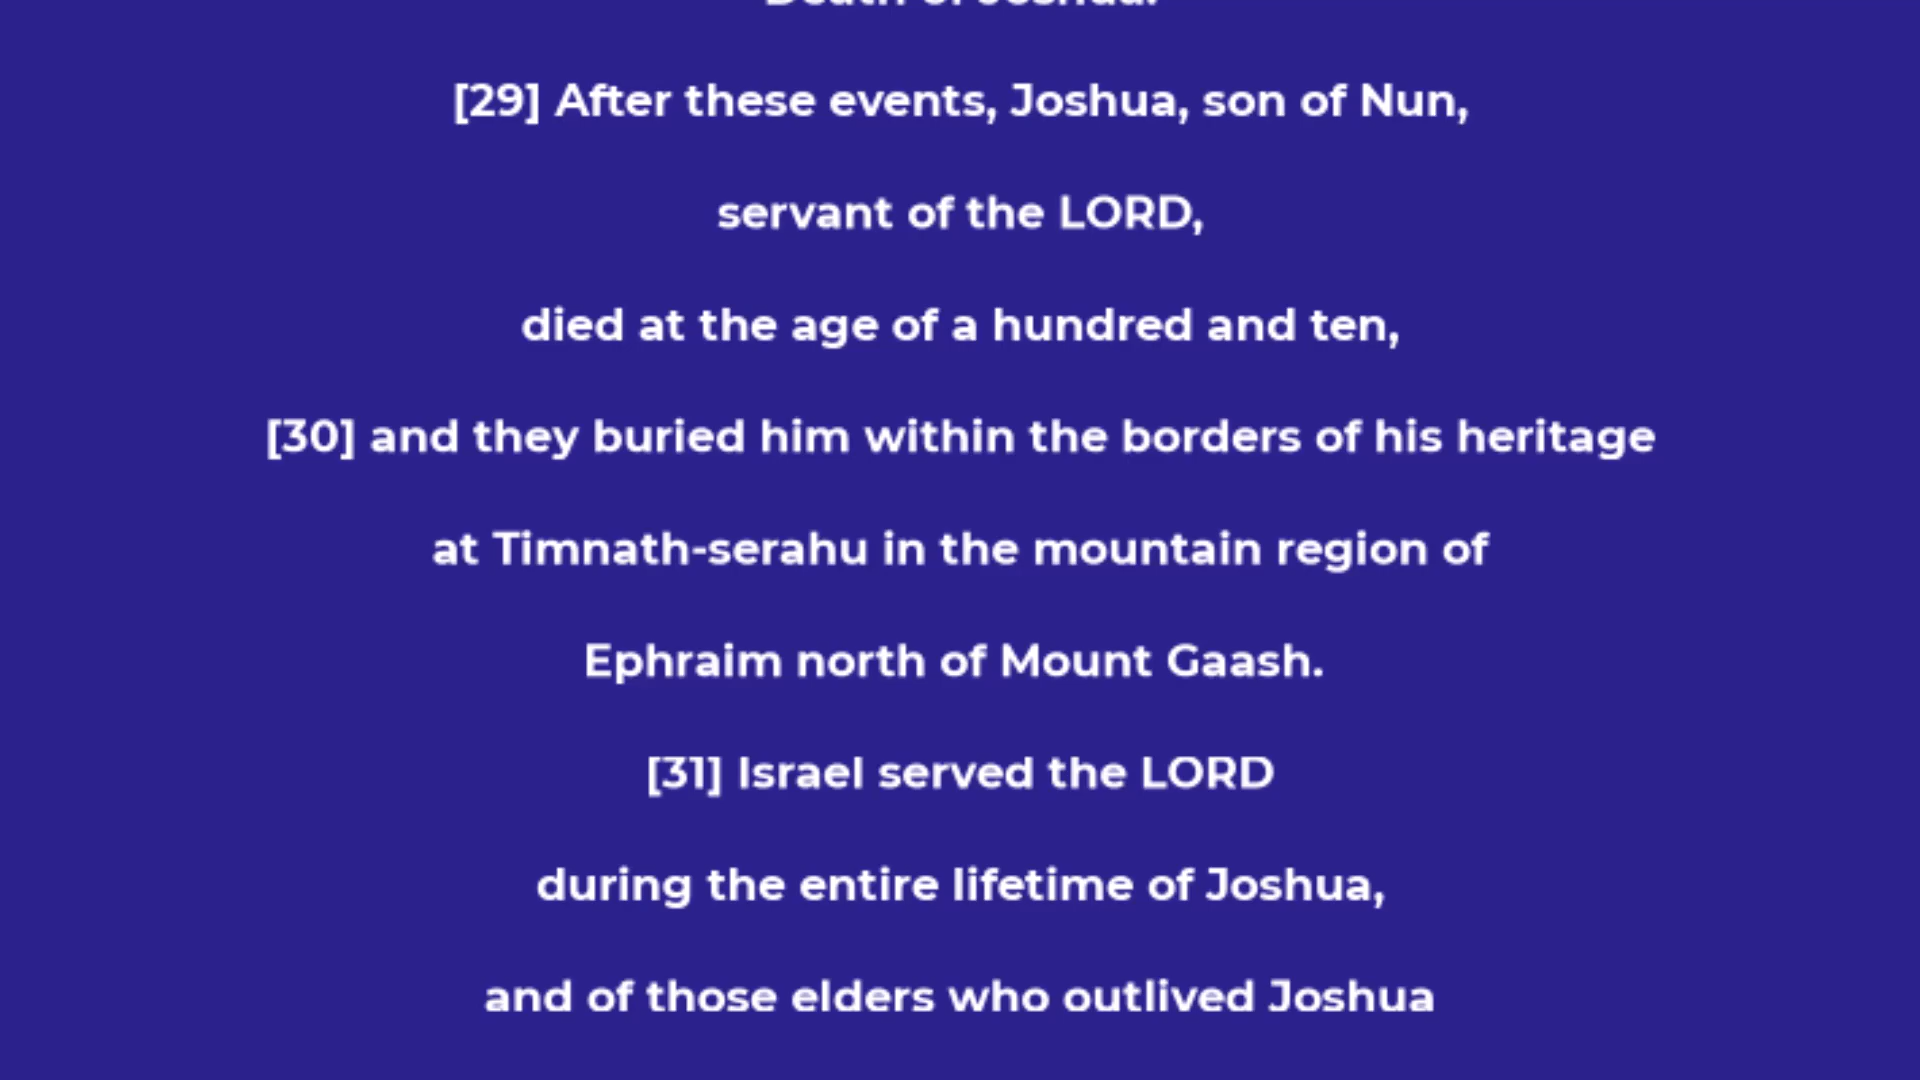 Death of Joshua.
[29] After these events, Joshua, son of Nun,
servant of the LORD,
died at the age of a hundred and ten,
[30] and they buried him within the borders of his heritage
at Timnath-serahu in the mountain region of
Ephraim north of Mount Gaash.
[31] Israel served the LORD
during the entire lifetime of Joshua,
and of those elders who outlived Joshua